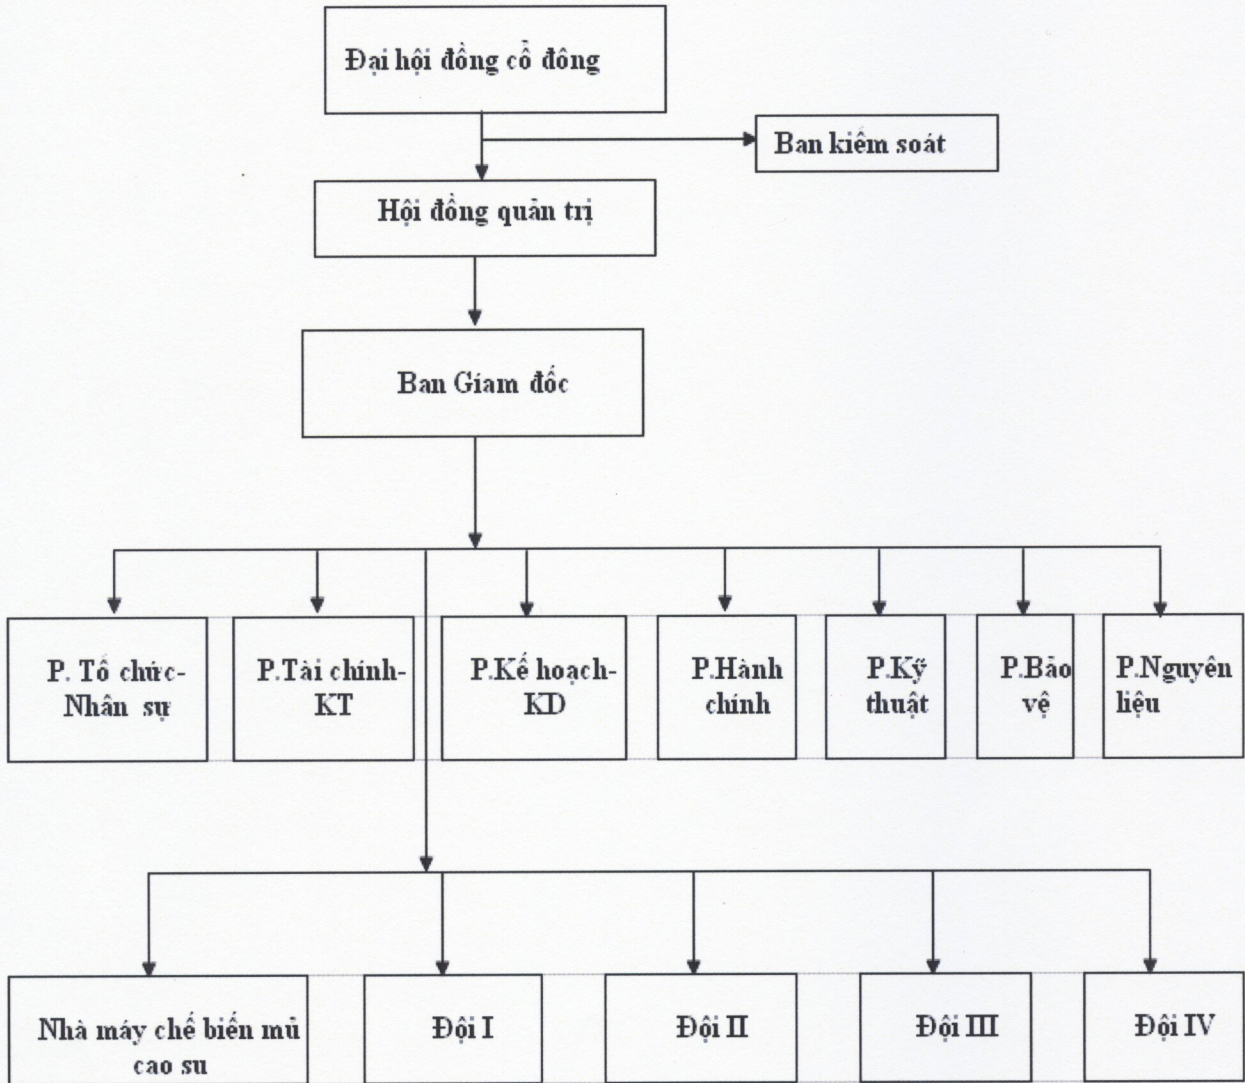 Đại hội đồng cổ đông
Ban kiểm soát
Hội đồng quản trị
Ban Gíam đốc
P. Tổ chức-
Nhân sự
P.Tài chính-
KT
P.Kế hoạch-
KD
P.Hành
chính
P.Kỹ
thuật
P.Bảo
vệ
P.Nguyên
liệu
Nhà máy chế biến mủ
cao su
Đội I
Đội II
Đội III
Đội IV